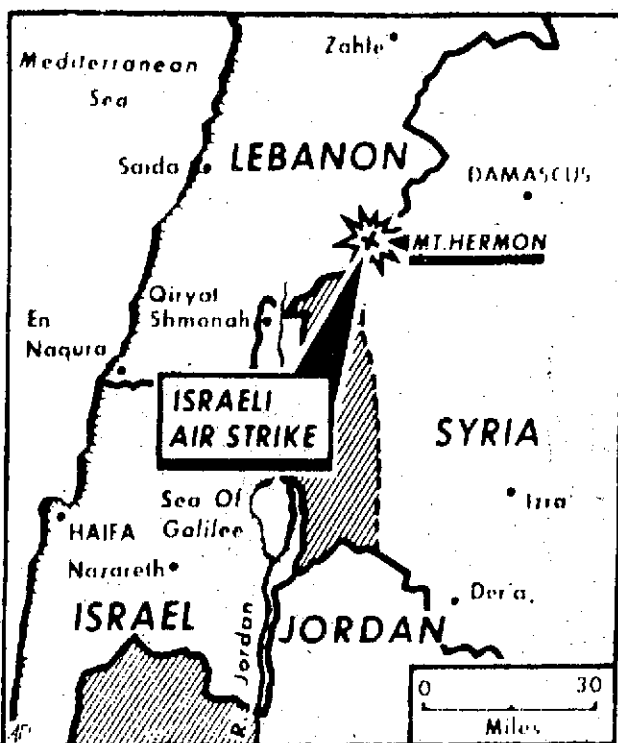 Zahle
Mediterranean
Sea
Saida
LEBANON
DAMASCUS
MT. HERMON
Qiryat
Shmonah
En
Naqura
ISRAELI
AIR STRIKE
SYRIA
Sea Of
Galilee
Izra
HAIFA
Nazareth
Der'a
ISRAEL
JORDAN
R. Jordan
0 30
Miles